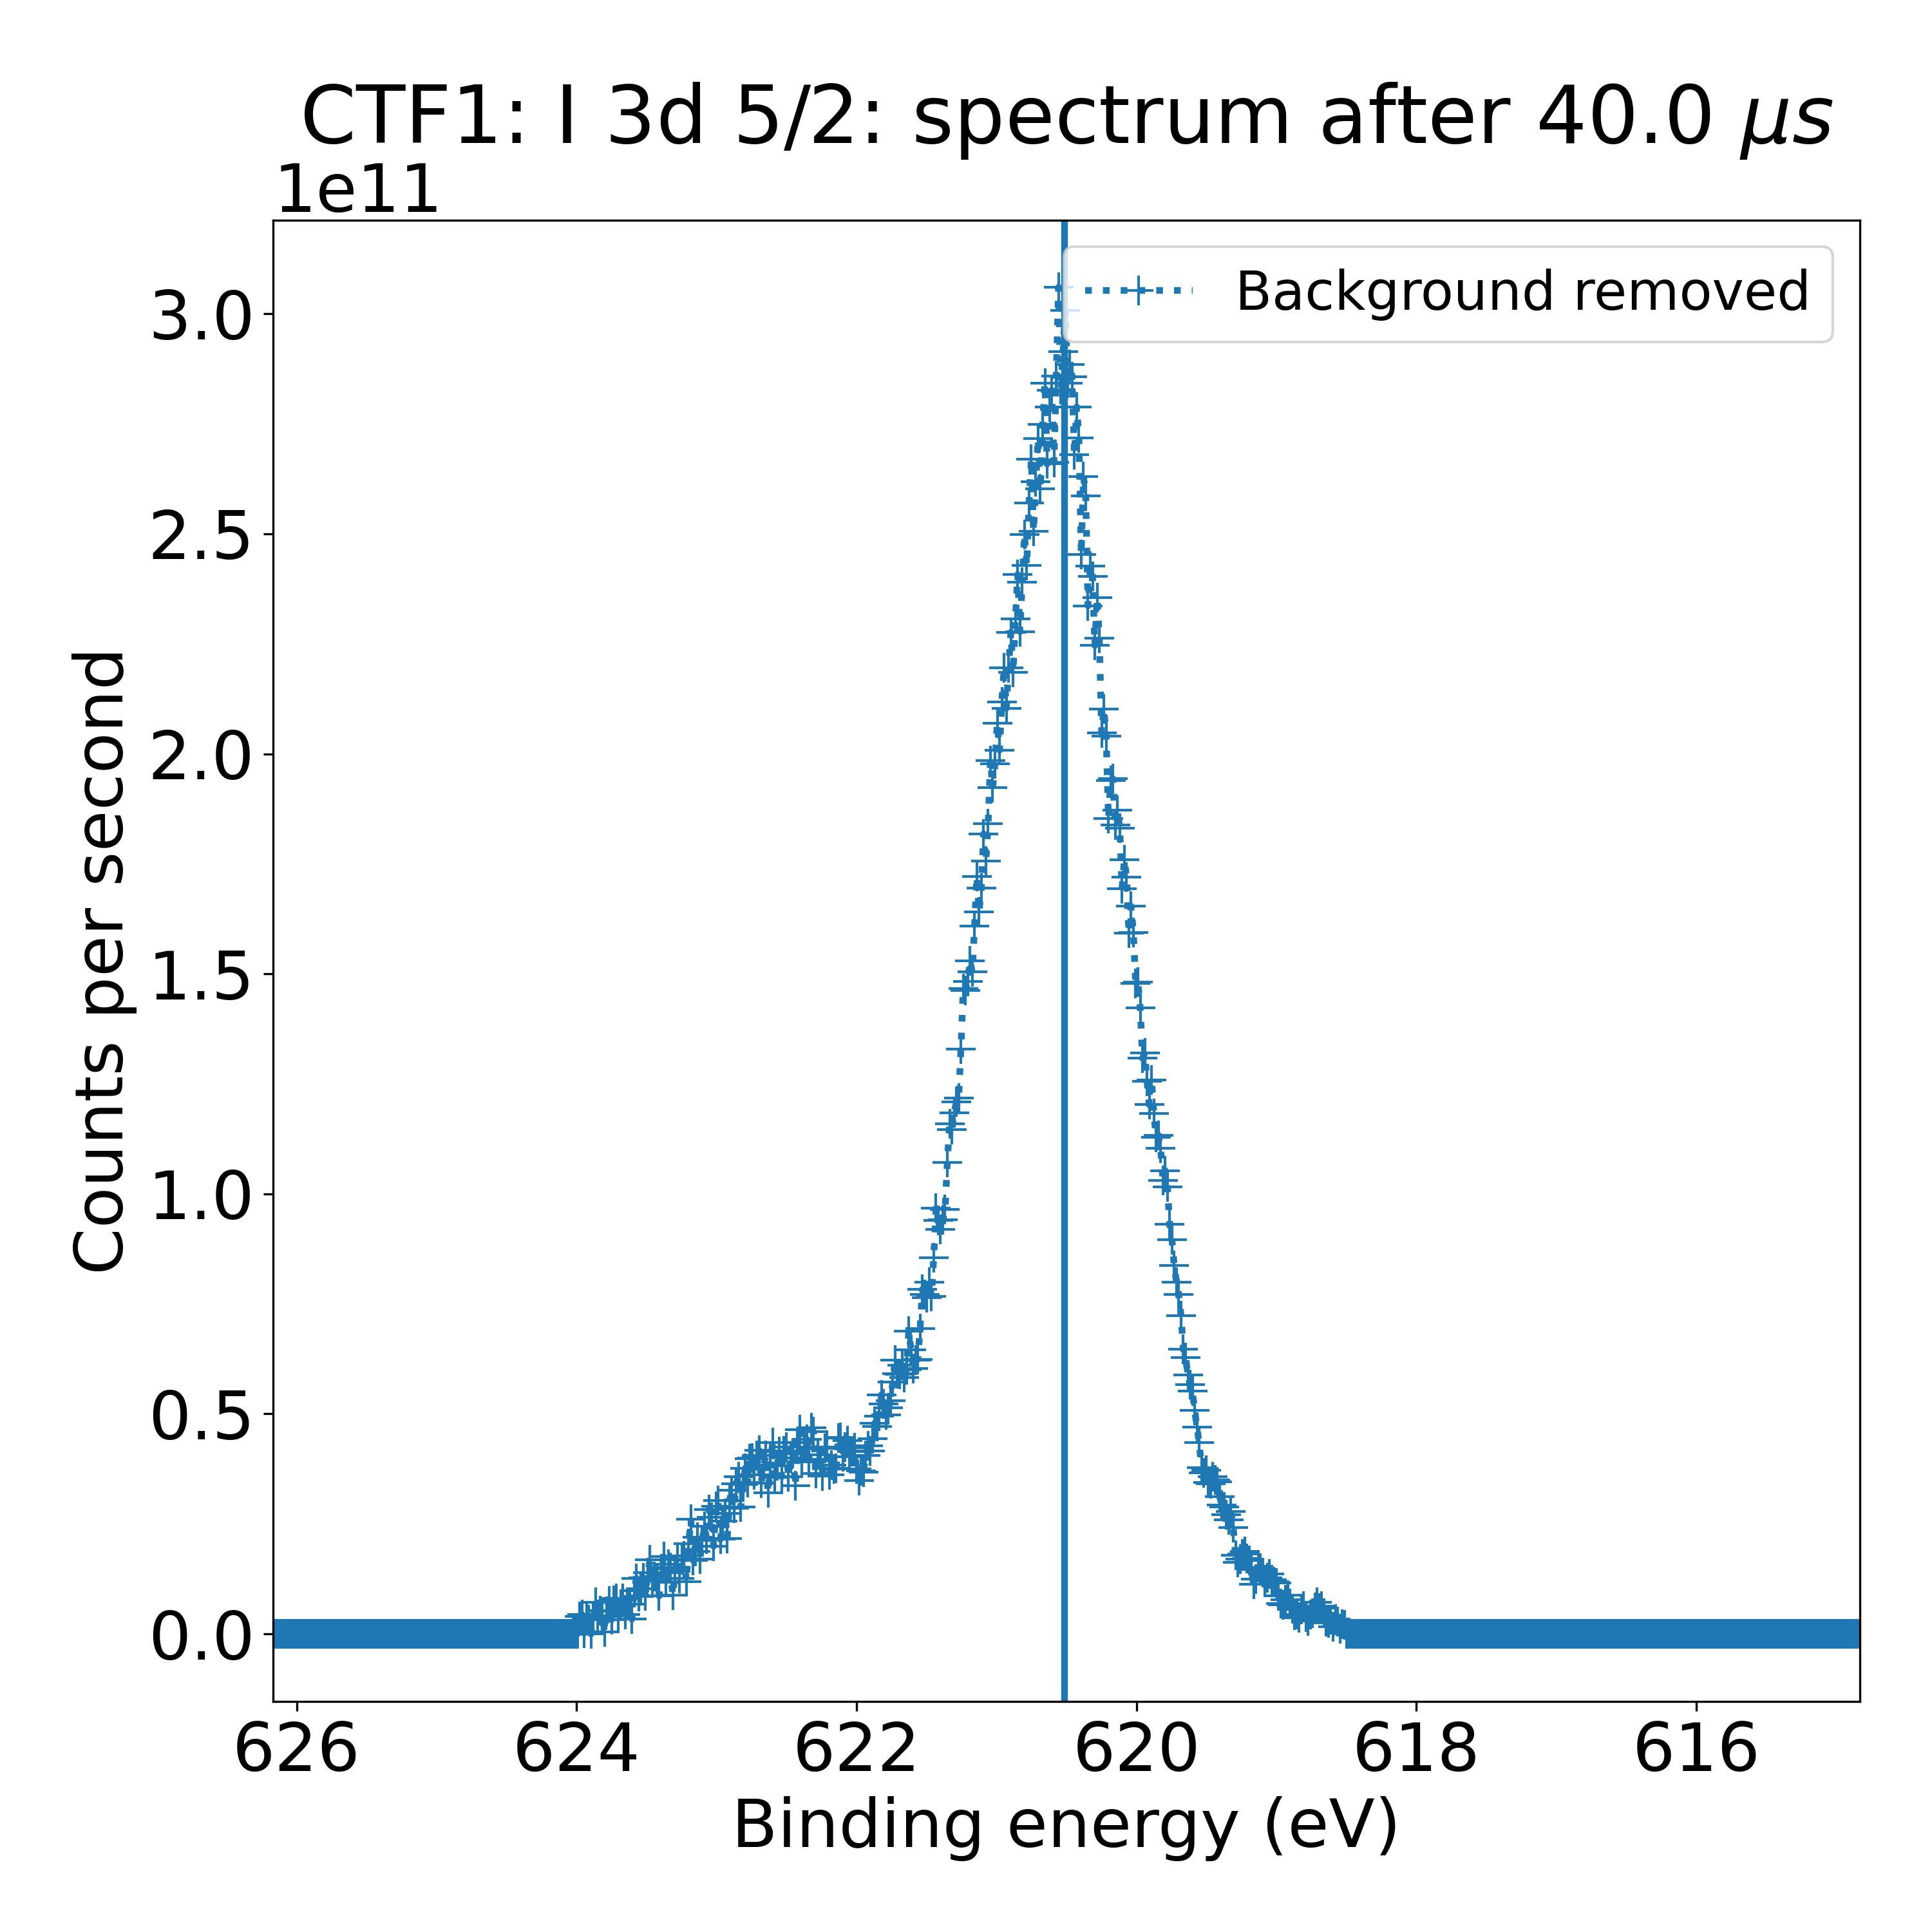 CTF1: I 3d 5/2: spectrum after 40.0 μs
1e11
Background removed
3.0
2.5
2.0
1.5
1.0
0.5
0.0
Counts per second
626 624 622 620 618 616
Binding energy (eV)